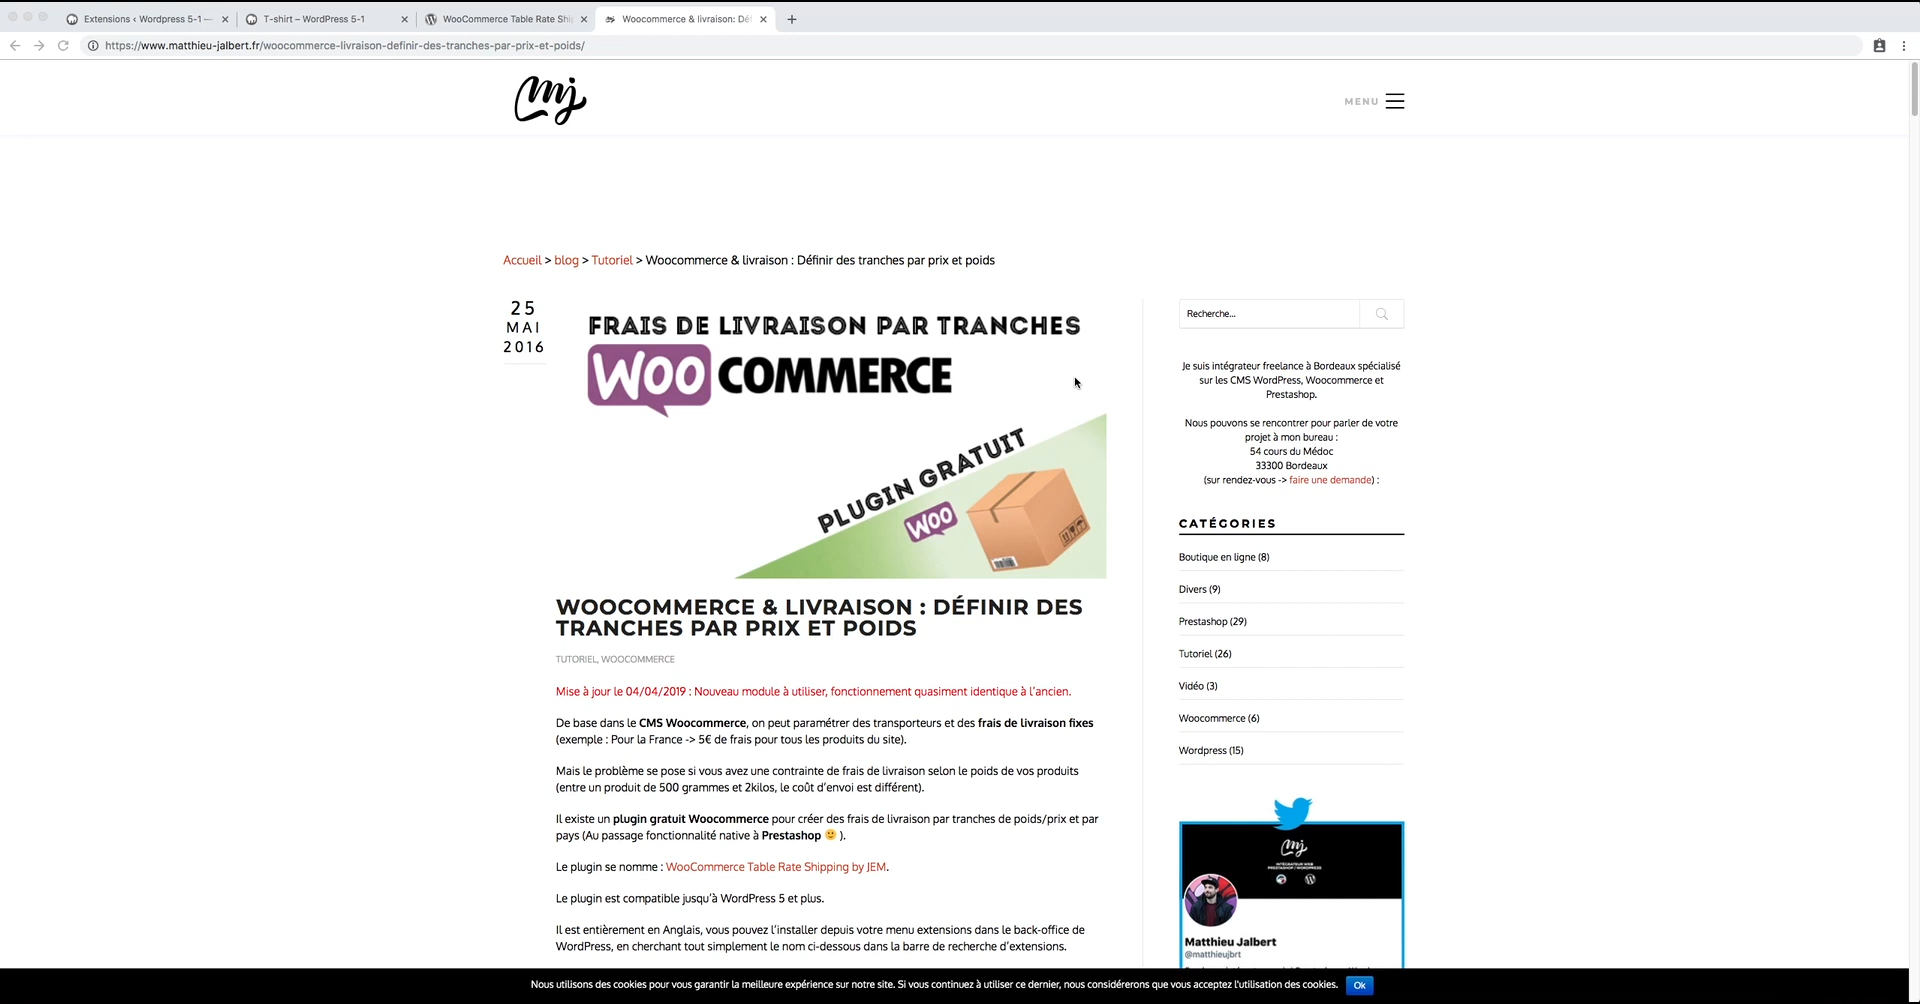 Extensions ‹ Wordpress 5-1 —
T-shirt – WordPress 5-1
WooCommerce Table Rate Shi
Woocommerce & livraison: Dé
https://www.matthieu-jalbert.fr/woocommerce-livraison-definir-des-tranches-par-prix-et-poids/
mj
MENU
Accueil > blog > Tutoriel > Woocommerce & livraison : Définir des tranches par prix et poids
25
MAI
2016
FRAIS DE LIVRAISON PAR TRANCHES
WOO COMMERCE
PLUGIN GRATUIT
WOO
WOOCOMMERCE & LIVRAISON : DÉFINIR DES
TRANCHES PAR PRIX ET POIDS
TUTORIEL, WOOCOMMERCE
Mise à jour le 04/04/2019 : Nouveau module à utiliser, fonctionnement quasiment identique à l'ancien.
De base dans le CMS Woocommerce, on peut paramétrer des transporteurs et des frais de livraison fixes
(exemple : Pour la France -> 5€ de frais pour tous les produits du site).
Mais le problème se pose si vous avez une contrainte de frais de livraison selon le poids de vos produits
(entre un produit de 500 grammes et 2kilos, le coût d'envoi est différent).
Il existe un plugin gratuit Woocommerce pour créer des frais de livraison par tranches de poids/prix et par
pays (Au passage fonctionnalité native à Prestashop 🙂 ).
Le plugin se nomme : WooCommerce Table Rate Shipping by JEM.
Le plugin est compatible jusqu'à WordPress 5 et plus.
Il est entièrement en Anglais, vous pouvez l'installer depuis votre menu extensions dans le back-office de
WordPress, en cherchant tout simplement le nom ci-dessous dans la barre de recherche d'extensions.
Recherche...
Je suis intégrateur freelance à Bordeaux spécialisé
sur les CMS WordPress, Woocommerce et
Prestashop.
Nous pouvons se rencontrer pour parler de votre
projet à mon bureau :
54 cours du Médoc
33300 Bordeaux
(sur rendez-vous -> faire une demande) :
CATÉGORIES
Boutique en ligne (8)
Divers (9)
Prestashop (29)
Tutoriel (26)
Vidéo (3)
Woocommerce (6)
Wordpress (15)
mj
INTÉGRATEUR WEB
PRESTASHOP / WORDPRESS
Matthieu Jalbert
@matthieujbrt
Nous utilisons des cookies pour vous garantir la meilleure expérience sur notre site. Si vous continuez à utiliser ce dernier, nous considérerons que vous acceptez l'utilisation des cookies.
Ok